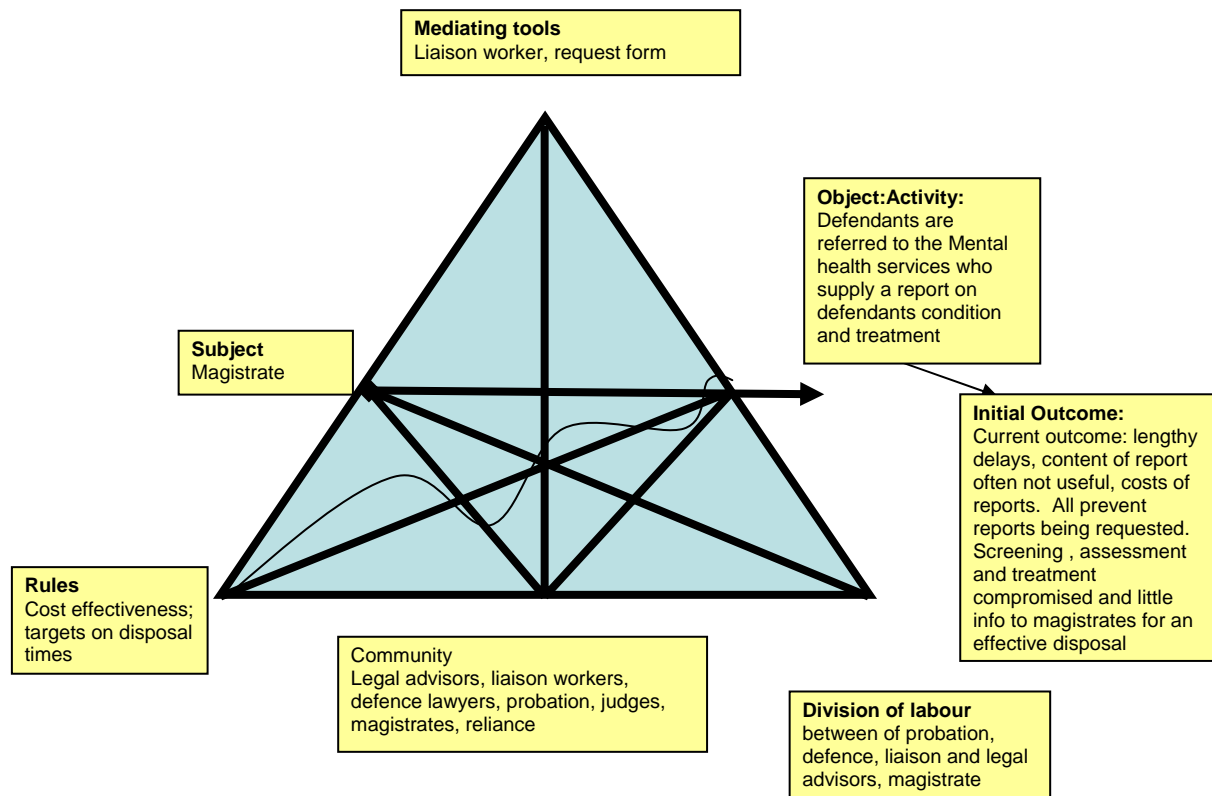 Mediating tools
Liaison worker, request form
Object:Activity:
Defendants are
referred to the Mental
health services who
supply a report on
defendants condition
and treatment
Subject
Magistrate
Initial Outcome:
Current outcome: lengthy
delays, content of report
often not useful, costs of
reports.  All prevent
reports being requested.
Screening , assessment
and treatment
compromised and little
info to magistrates for an
effective disposal
Rules
Cost effectiveness;
targets on disposal
times
Community
Legal advisors, liaison workers,
defence lawyers, probation, judges,
magistrates, reliance
Division of labour
between of probation,
defence, liaison and legal
advisors, magistrate